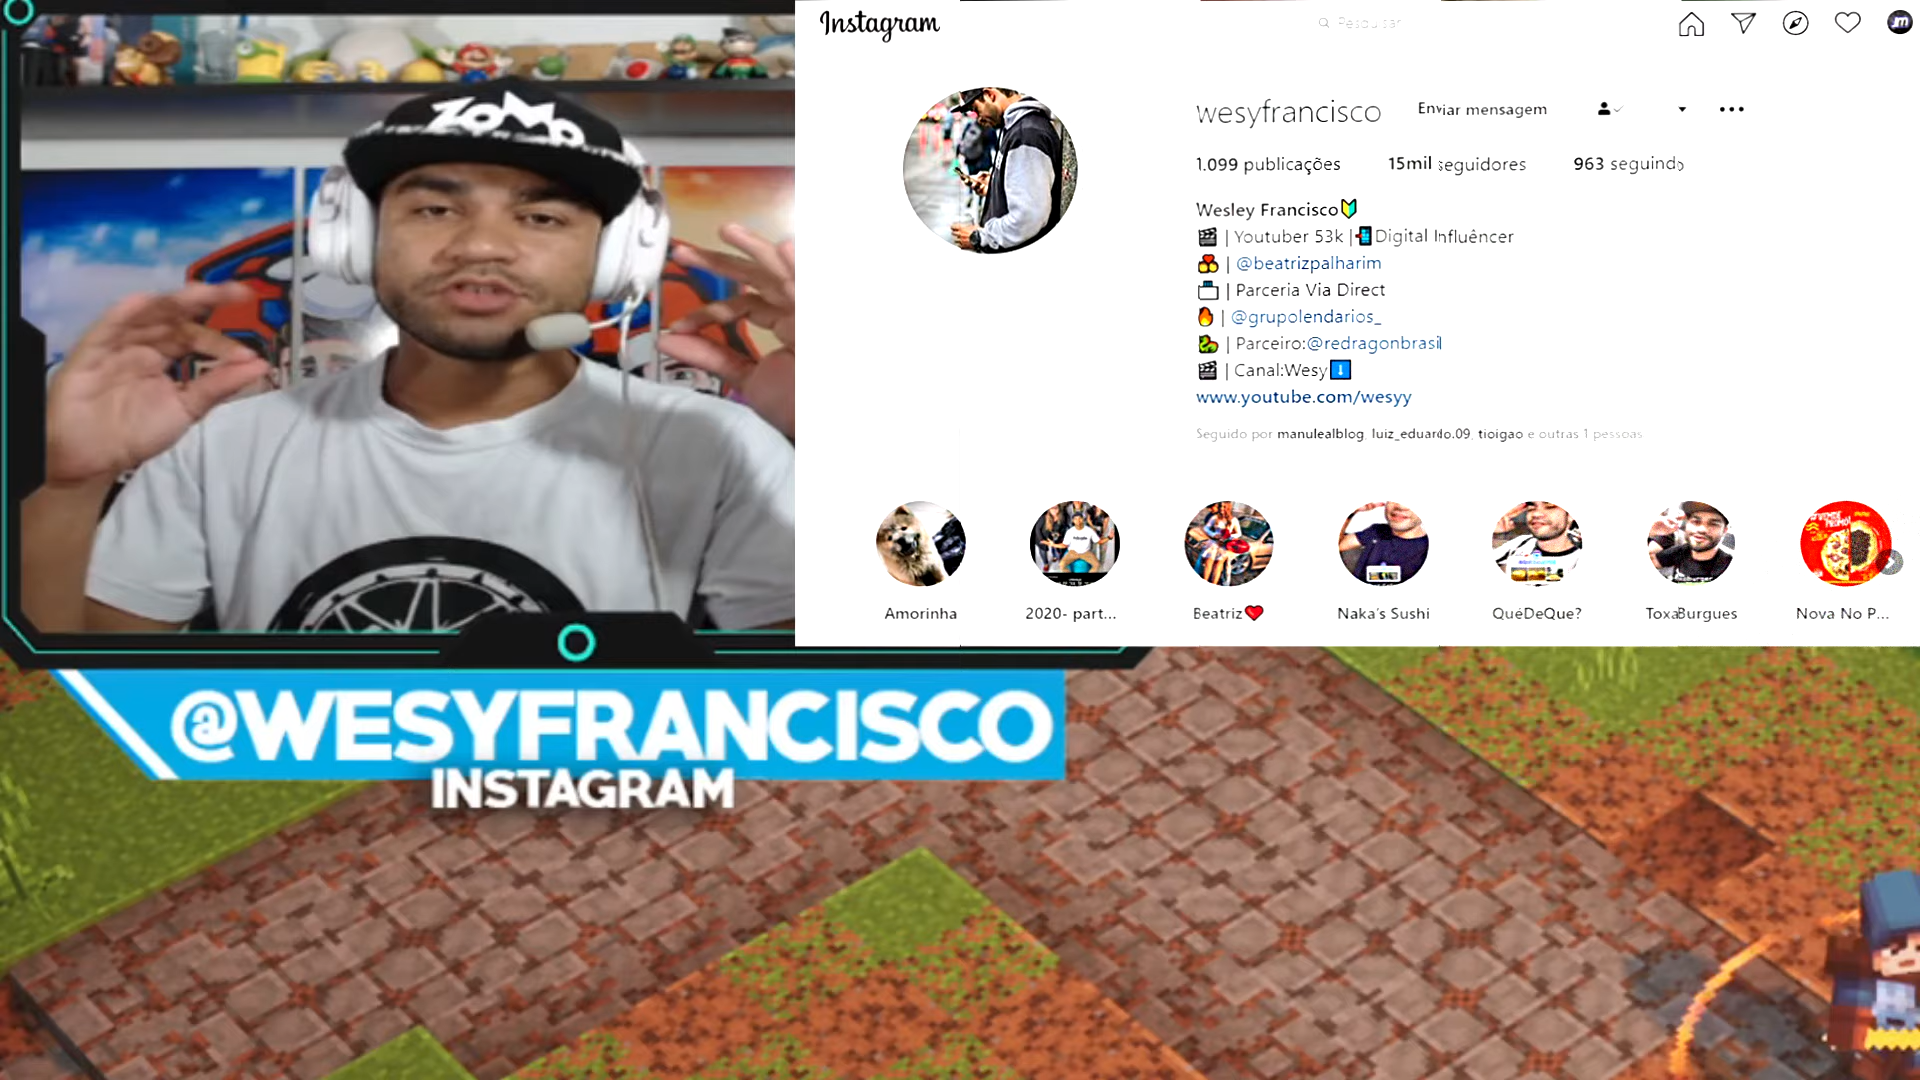 ZOMO
Instagram
Pesquisar
wesyfrancisco
Enviar mensagem
1.099 publicações
15mil seguidores
963 seguindo
Wesley Francisco
| Youtuber 53k | Digital Influêncer
| @beatrizpalharim
| Parceria Via Direct
| @grupolendarios_
| Parceiro:@redragonbrasil
| Canal:Wesy
www.youtube.com/wesyy
Seguido por manulealblog, luiz_eduardo.09, tioigao e outras 1 pessoas
Amorinha
2020- part...
Beatriz
Naka's Sushi
QuéDeQue?
ToxaBurgues
Nova No P...
@WESYFRANCISCO
INSTAGRAM